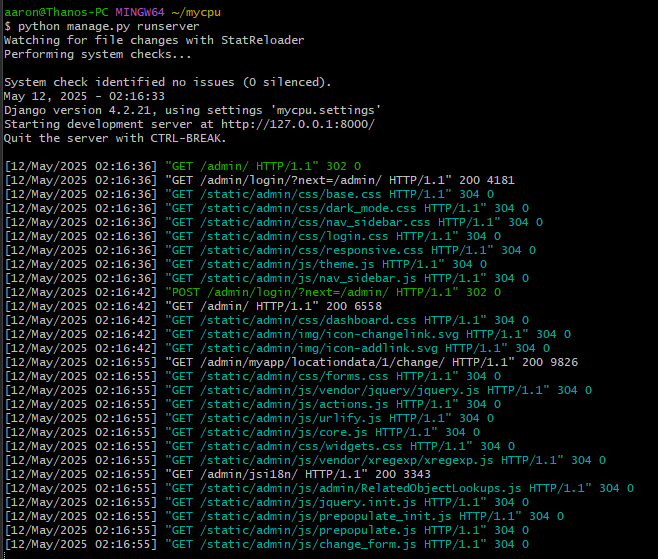 aaron@Thanos-PC MINGW64 ~/mycpu
$ python manage.py runserver
Watching for file changes with StatReloader
Performing system checks...
System check identified no issues (0 silenced).
May 12, 2025 - 02:16:33
Django version 4.2.21, using settings 'mycpu.settings'
Starting development server at http://127.0.0.1:8000/
Quit the server with CTRL-BREAK.
[12/May/2025 02:16:36] "GET /admin/ HTTP/1.1" 302 0
[12/May/2025 02:16:36] "GET /admin/login/?next=/admin/ HTTP/1.1" 200 4181
[12/May/2025 02:16:36] "GET /static/admin/css/base.css HTTP/1.1" 304 0
[12/May/2025 02:16:36] "GET /static/admin/css/dark_mode.css HTTP/1.1" 304 0
[12/May/2025 02:16:36] "GET /static/admin/css/nav_sidebar.css HTTP/1.1" 304 0
[12/May/2025 02:16:36] "GET /static/admin/css/login.css HTTP/1.1" 304 0
[12/May/2025 02:16:36] "GET /static/admin/css/responsive.css HTTP/1.1" 304 0
[12/May/2025 02:16:36] "GET /static/admin/js/theme.js HTTP/1.1" 304 0
[12/May/2025 02:16:36] "GET /static/admin/js/nav_sidebar.js HTTP/1.1" 304 0
[12/May/2025 02:16:42] "POST /admin/login/?next=/admin/ HTTP/1.1" 302 0
[12/May/2025 02:16:42] "GET /admin/ HTTP/1.1" 200 6558
[12/May/2025 02:16:42] "GET /static/admin/css/dashboard.css HTTP/1.1" 304 0
[12/May/2025 02:16:42] "GET /static/admin/img/icon-changelink.svg HTTP/1.1" 304 0
[12/May/2025 02:16:42] "GET /static/admin/img/icon-addlink.svg HTTP/1.1" 304 0
[12/May/2025 02:16:55] "GET /admin/myapp/locationdata/1/change/ HTTP/1.1" 200 9826
[12/May/2025 02:16:55] "GET /static/admin/css/forms.css HTTP/1.1" 304 0
[12/May/2025 02:16:55] "GET /static/admin/js/vendor/jquery/jquery.js HTTP/1.1" 304 0
[12/May/2025 02:16:55] "GET /static/admin/js/actions.js HTTP/1.1" 304 0
[12/May/2025 02:16:55] "GET /static/admin/js/urlify.js HTTP/1.1" 304 0
[12/May/2025 02:16:55] "GET /static/admin/js/core.js HTTP/1.1" 304 0
[12/May/2025 02:16:55] "GET /static/admin/css/widgets.css HTTP/1.1" 304 0
[12/May/2025 02:16:55] "GET /static/admin/js/vendor/xregexp/xregexp.js HTTP/1.1" 304 0
[12/May/2025 02:16:55] "GET /admin/jsi18n/ HTTP/1.1" 200 3343
[12/May/2025 02:16:55] "GET /static/admin/js/admin/RelatedObjectLookups.js HTTP/1.1" 304 0
[12/May/2025 02:16:55] "GET /static/admin/js/jquery.init.js HTTP/1.1" 304 0
[12/May/2025 02:16:55] "GET /static/admin/js/prepopulate_init.js HTTP/1.1" 304 0
[12/May/2025 02:16:55] "GET /static/admin/js/prepopulate.js HTTP/1.1" 304 0
[12/May/2025 02:16:55] "GET /static/admin/js/change_form.js HTTP/1.1" 304 0